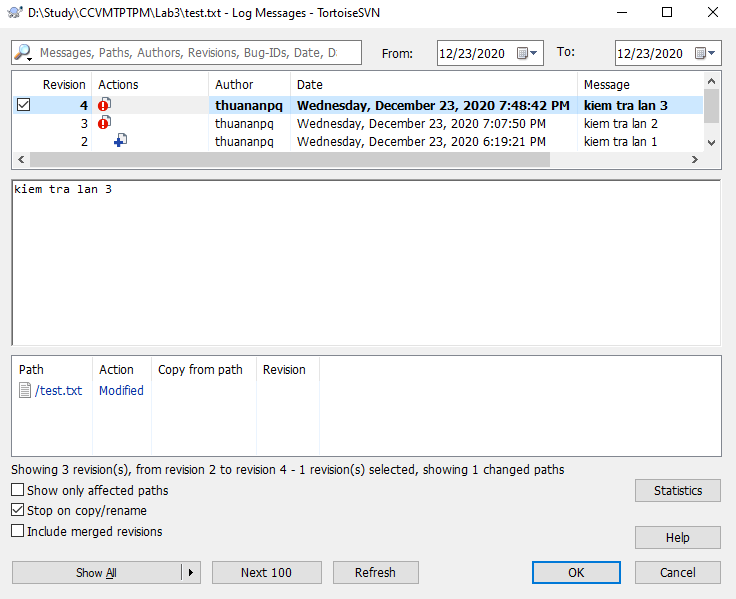 D:\Study\CCVMTPTPM\Lab3\test.txt - Log Messages - TortoiseSVN
Messages, Paths, Authors, Revisions, Bug-IDs, Date, D: From: 12/23/2020 To: 12/23/2020
Revision Actions Author Date Message
4 thuananpq Wednesday, December 23, 2020 7:48:42 PM kiem tra lan 3
3 thuananpq Wednesday, December 23, 2020 7:07:50 PM kiem tra lan 2
2 thuananpq Wednesday, December 23, 2020 6:19:21 PM kiem tra lan 1
kiem tra lan 3
Path Action Copy from path Revision
/test.txt Modified
Showing 3 revision(s), from revision 2 to revision 4 - 1 revision(s) selected, showing 1 changed paths
Show only affected paths
Statistics
Stop on copy/rename
Include merged revisions
Help
Show All Next 100 Refresh OK Cancel